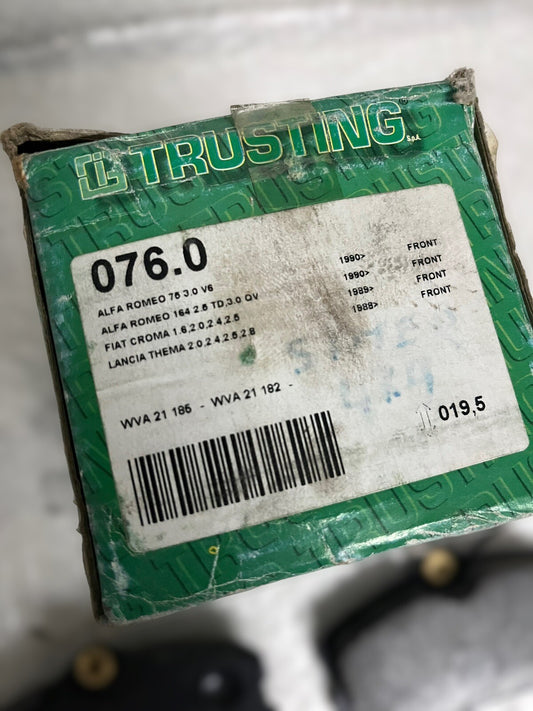 TRUSTING® S.p.A.
076.0
ALFA ROMEO 75 3.0 V6 1990> FRONT
ALFA ROMEO 164 2.5 TD,3.0 QV 1990> FRONT
FIAT CROMA 1.6,2.0,2.4,2.5 1989> FRONT
LANCIA THEMA 2.0,2.4,2.5,2.8 1988> FRONT
WVA 21 185 - WVA 21 182 -
019,5